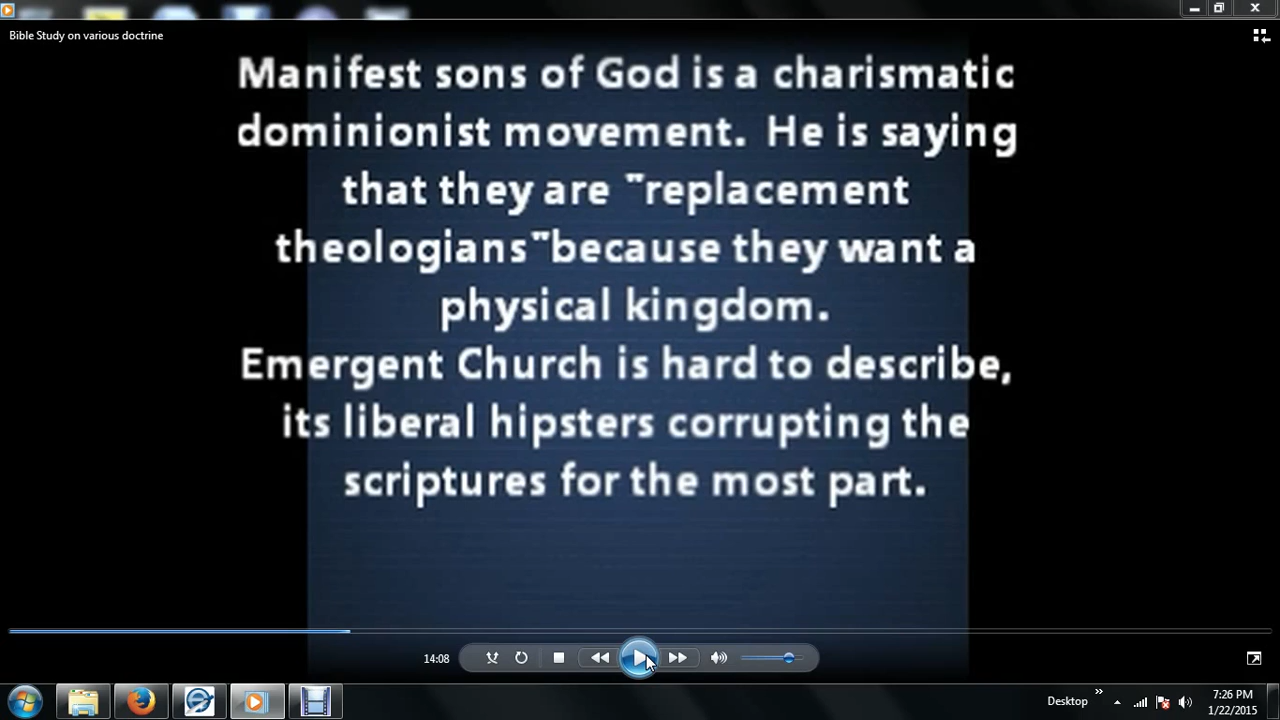 Bible Study on various doctrine
Manifest sons of God is a charismatic
dominionist movement.  He is saying
that they are "replacement
theologians"because they want a
physical kingdom.
Emergent Church is hard to describe,
its liberal hipsters corrupting the
scriptures for the most part.
14:08
Desktop
7:26 PM
1/22/2015